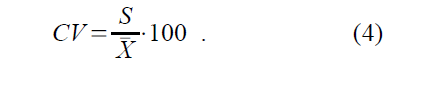 CV = S/X̄ · 100 . (4)